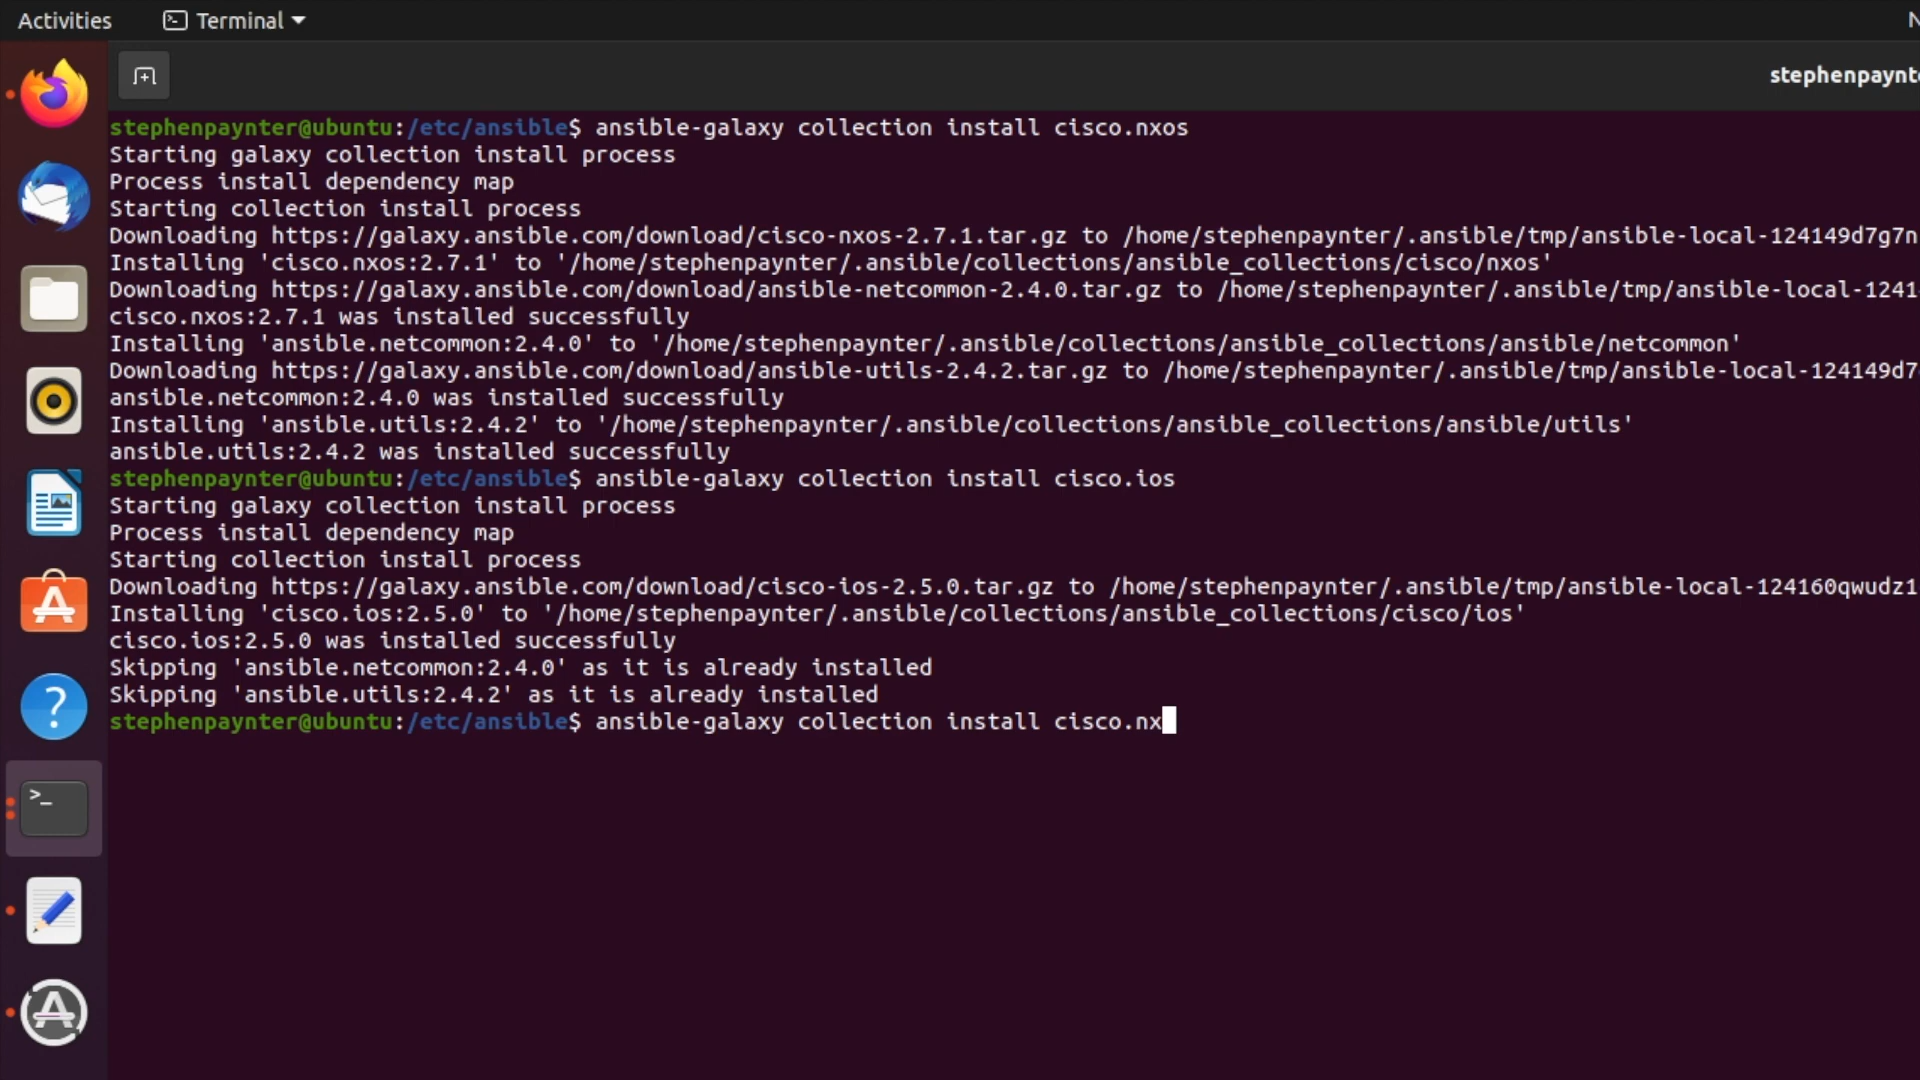 Activities Terminal N
stephenpaynt
stephenpaynter@ubuntu:/etc/ansible$ ansible-galaxy collection install cisco.nxos
Starting galaxy collection install process
Process install dependency map
Starting collection install process
Downloading https://galaxy.ansible.com/download/cisco-nxos-2.7.1.tar.gz to /home/stephenpaynter/.ansible/tmp/ansible-local-124149d7g7n
Installing 'cisco.nxos:2.7.1' to '/home/stephenpaynter/.ansible/collections/ansible_collections/cisco/nxos'
Downloading https://galaxy.ansible.com/download/ansible-netcommon-2.4.0.tar.gz to /home/stephenpaynter/.ansible/tmp/ansible-local-1241
cisco.nxos:2.7.1 was installed successfully
Installing 'ansible.netcommon:2.4.0' to '/home/stephenpaynter/.ansible/collections/ansible_collections/ansible/netcommon'
Downloading https://galaxy.ansible.com/download/ansible-utils-2.4.2.tar.gz to /home/stephenpaynter/.ansible/tmp/ansible-local-124149d7
ansible.netcommon:2.4.0 was installed successfully
Installing 'ansible.utils:2.4.2' to '/home/stephenpaynter/.ansible/collections/ansible_collections/ansible/utils'
ansible.utils:2.4.2 was installed successfully
stephenpaynter@ubuntu:/etc/ansible$ ansible-galaxy collection install cisco.ios
Starting galaxy collection install process
Process install dependency map
Starting collection install process
Downloading https://galaxy.ansible.com/download/cisco-ios-2.5.0.tar.gz to /home/stephenpaynter/.ansible/tmp/ansible-local-124160qwudz1
Installing 'cisco.ios:2.5.0' to '/home/stephenpaynter/.ansible/collections/ansible_collections/cisco/ios'
cisco.ios:2.5.0 was installed successfully
Skipping 'ansible.netcommon:2.4.0' as it is already installed
Skipping 'ansible.utils:2.4.2' as it is already installed
stephenpaynter@ubuntu:/etc/ansible$ ansible-galaxy collection install cisco.nx